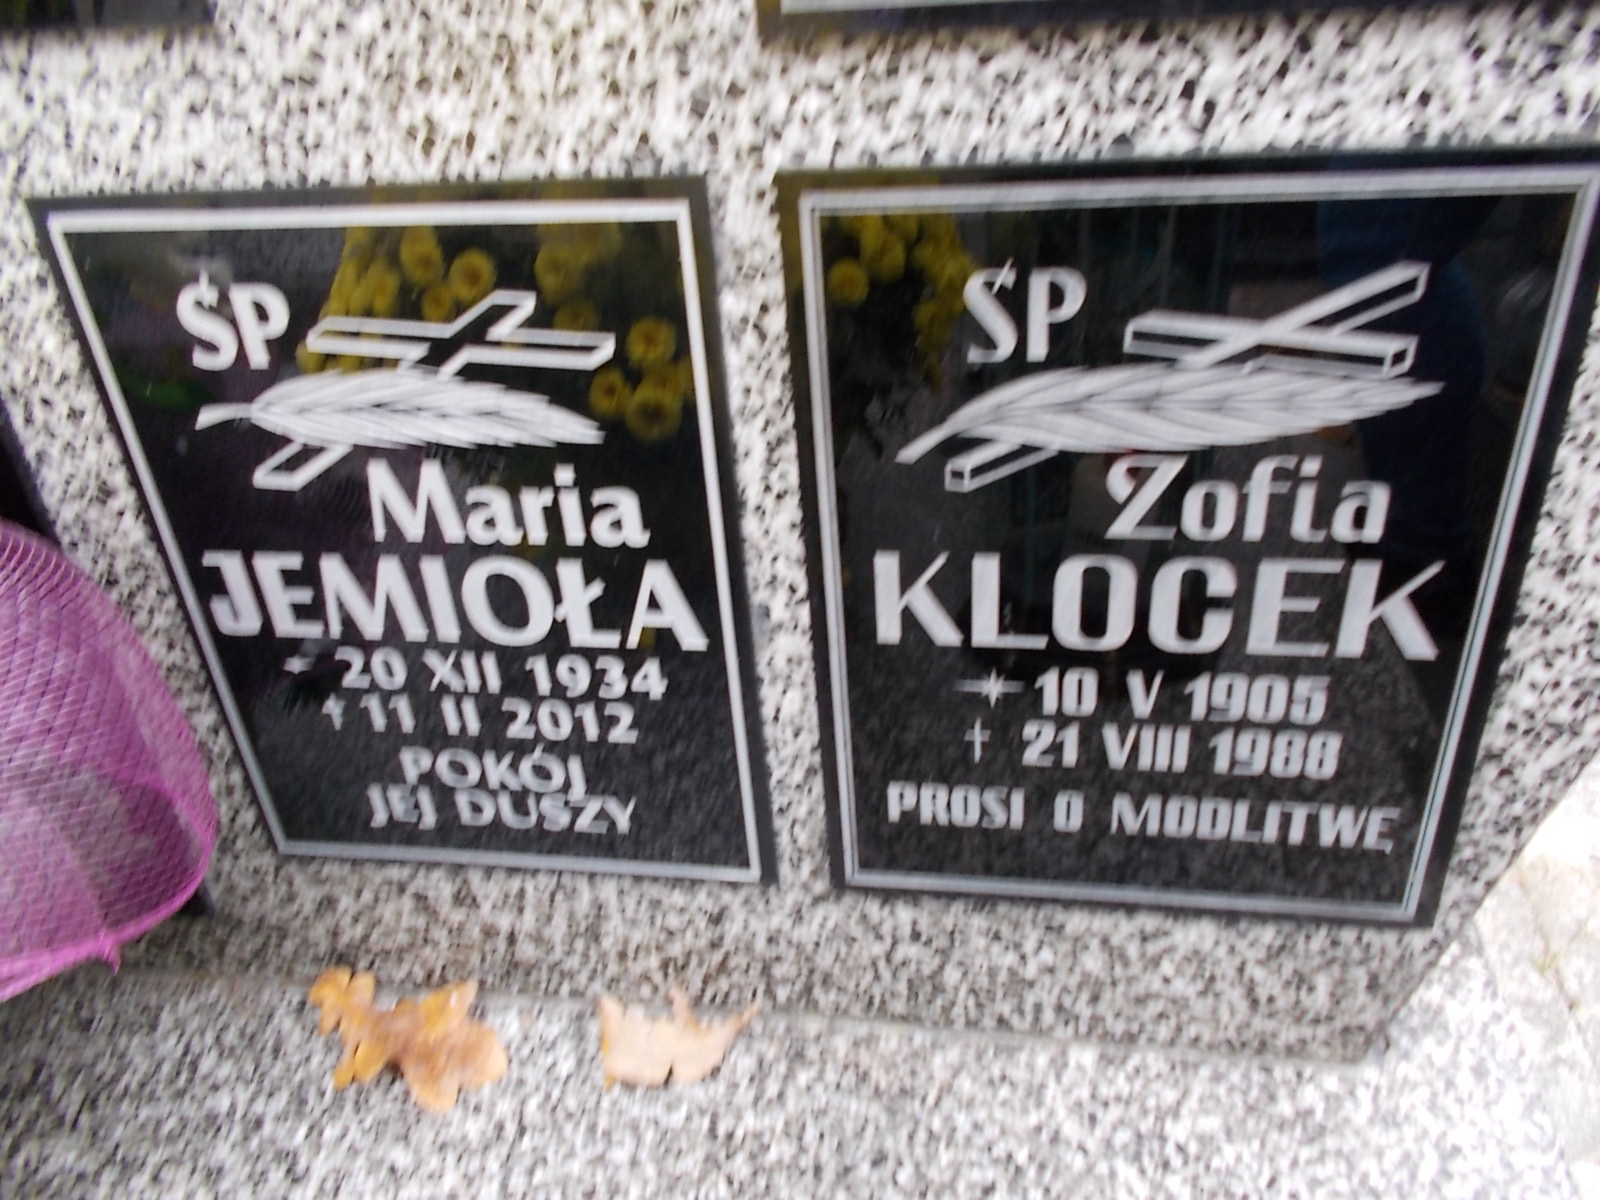 ŚP
Maria
JEMIOŁA
* 20 XII 1934
† 11 II 2012
POKÓJ
JEJ DUSZY
ŚP
Zofia
KLOCEK
* 10 V 1905
† 21 VIII 1988
PROSI O MODLITWĘ